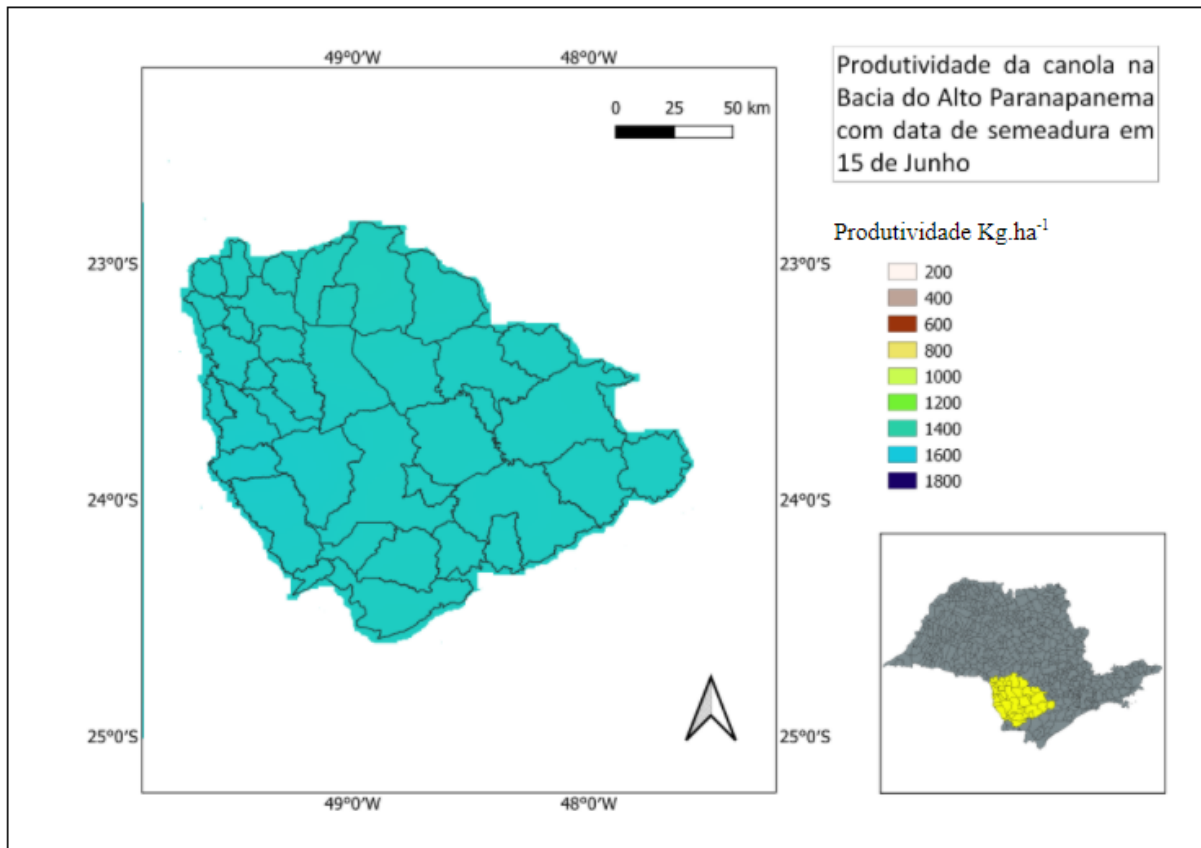 49°0'W 48°0'W
0 25 50 km
Produtividade da canola na
Bacia do Alto Paranapanema
com data de semeadura em
15 de Junho
Produtividade Kg.ha⁻¹
200
400
600
800
1000
1200
1400
1600
1800
23°0'S 23°0'S
24°0'S 24°0'S
25°0'S 25°0'S
49°0'W 48°0'W